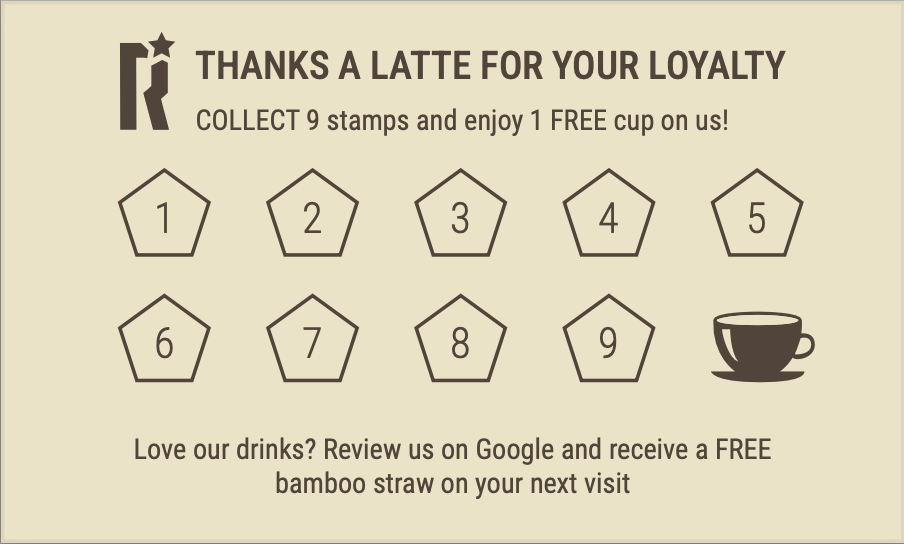 THANKS A LATTE FOR YOUR LOYALTY
COLLECT 9 stamps and enjoy 1 FREE cup on us!
1 2 3 4 5
6 7 8 9
Love our drinks? Review us on Google and receive a FREE
bamboo straw on your next visit